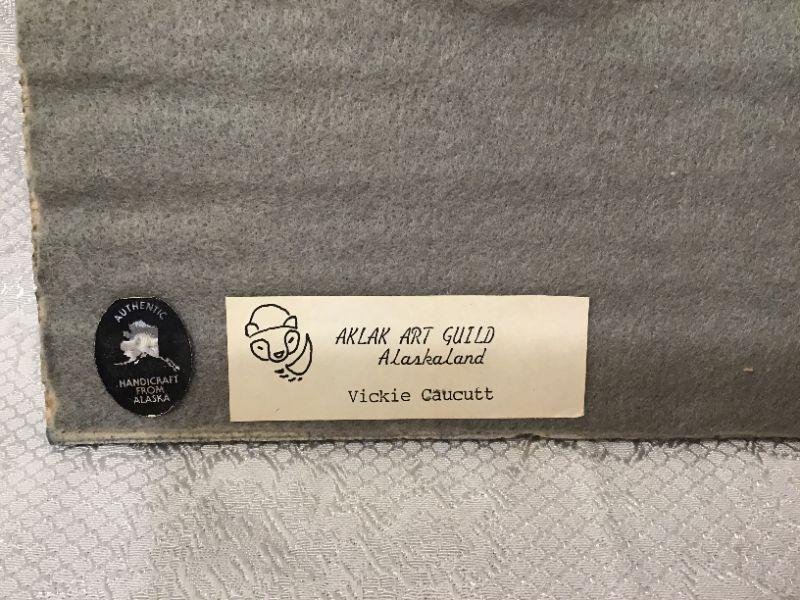 AUTHENTIC
HANDICRAFT
FROM
ALASKA
AKLAK ART GUILD
Alaskaland
Vickie Caucutt